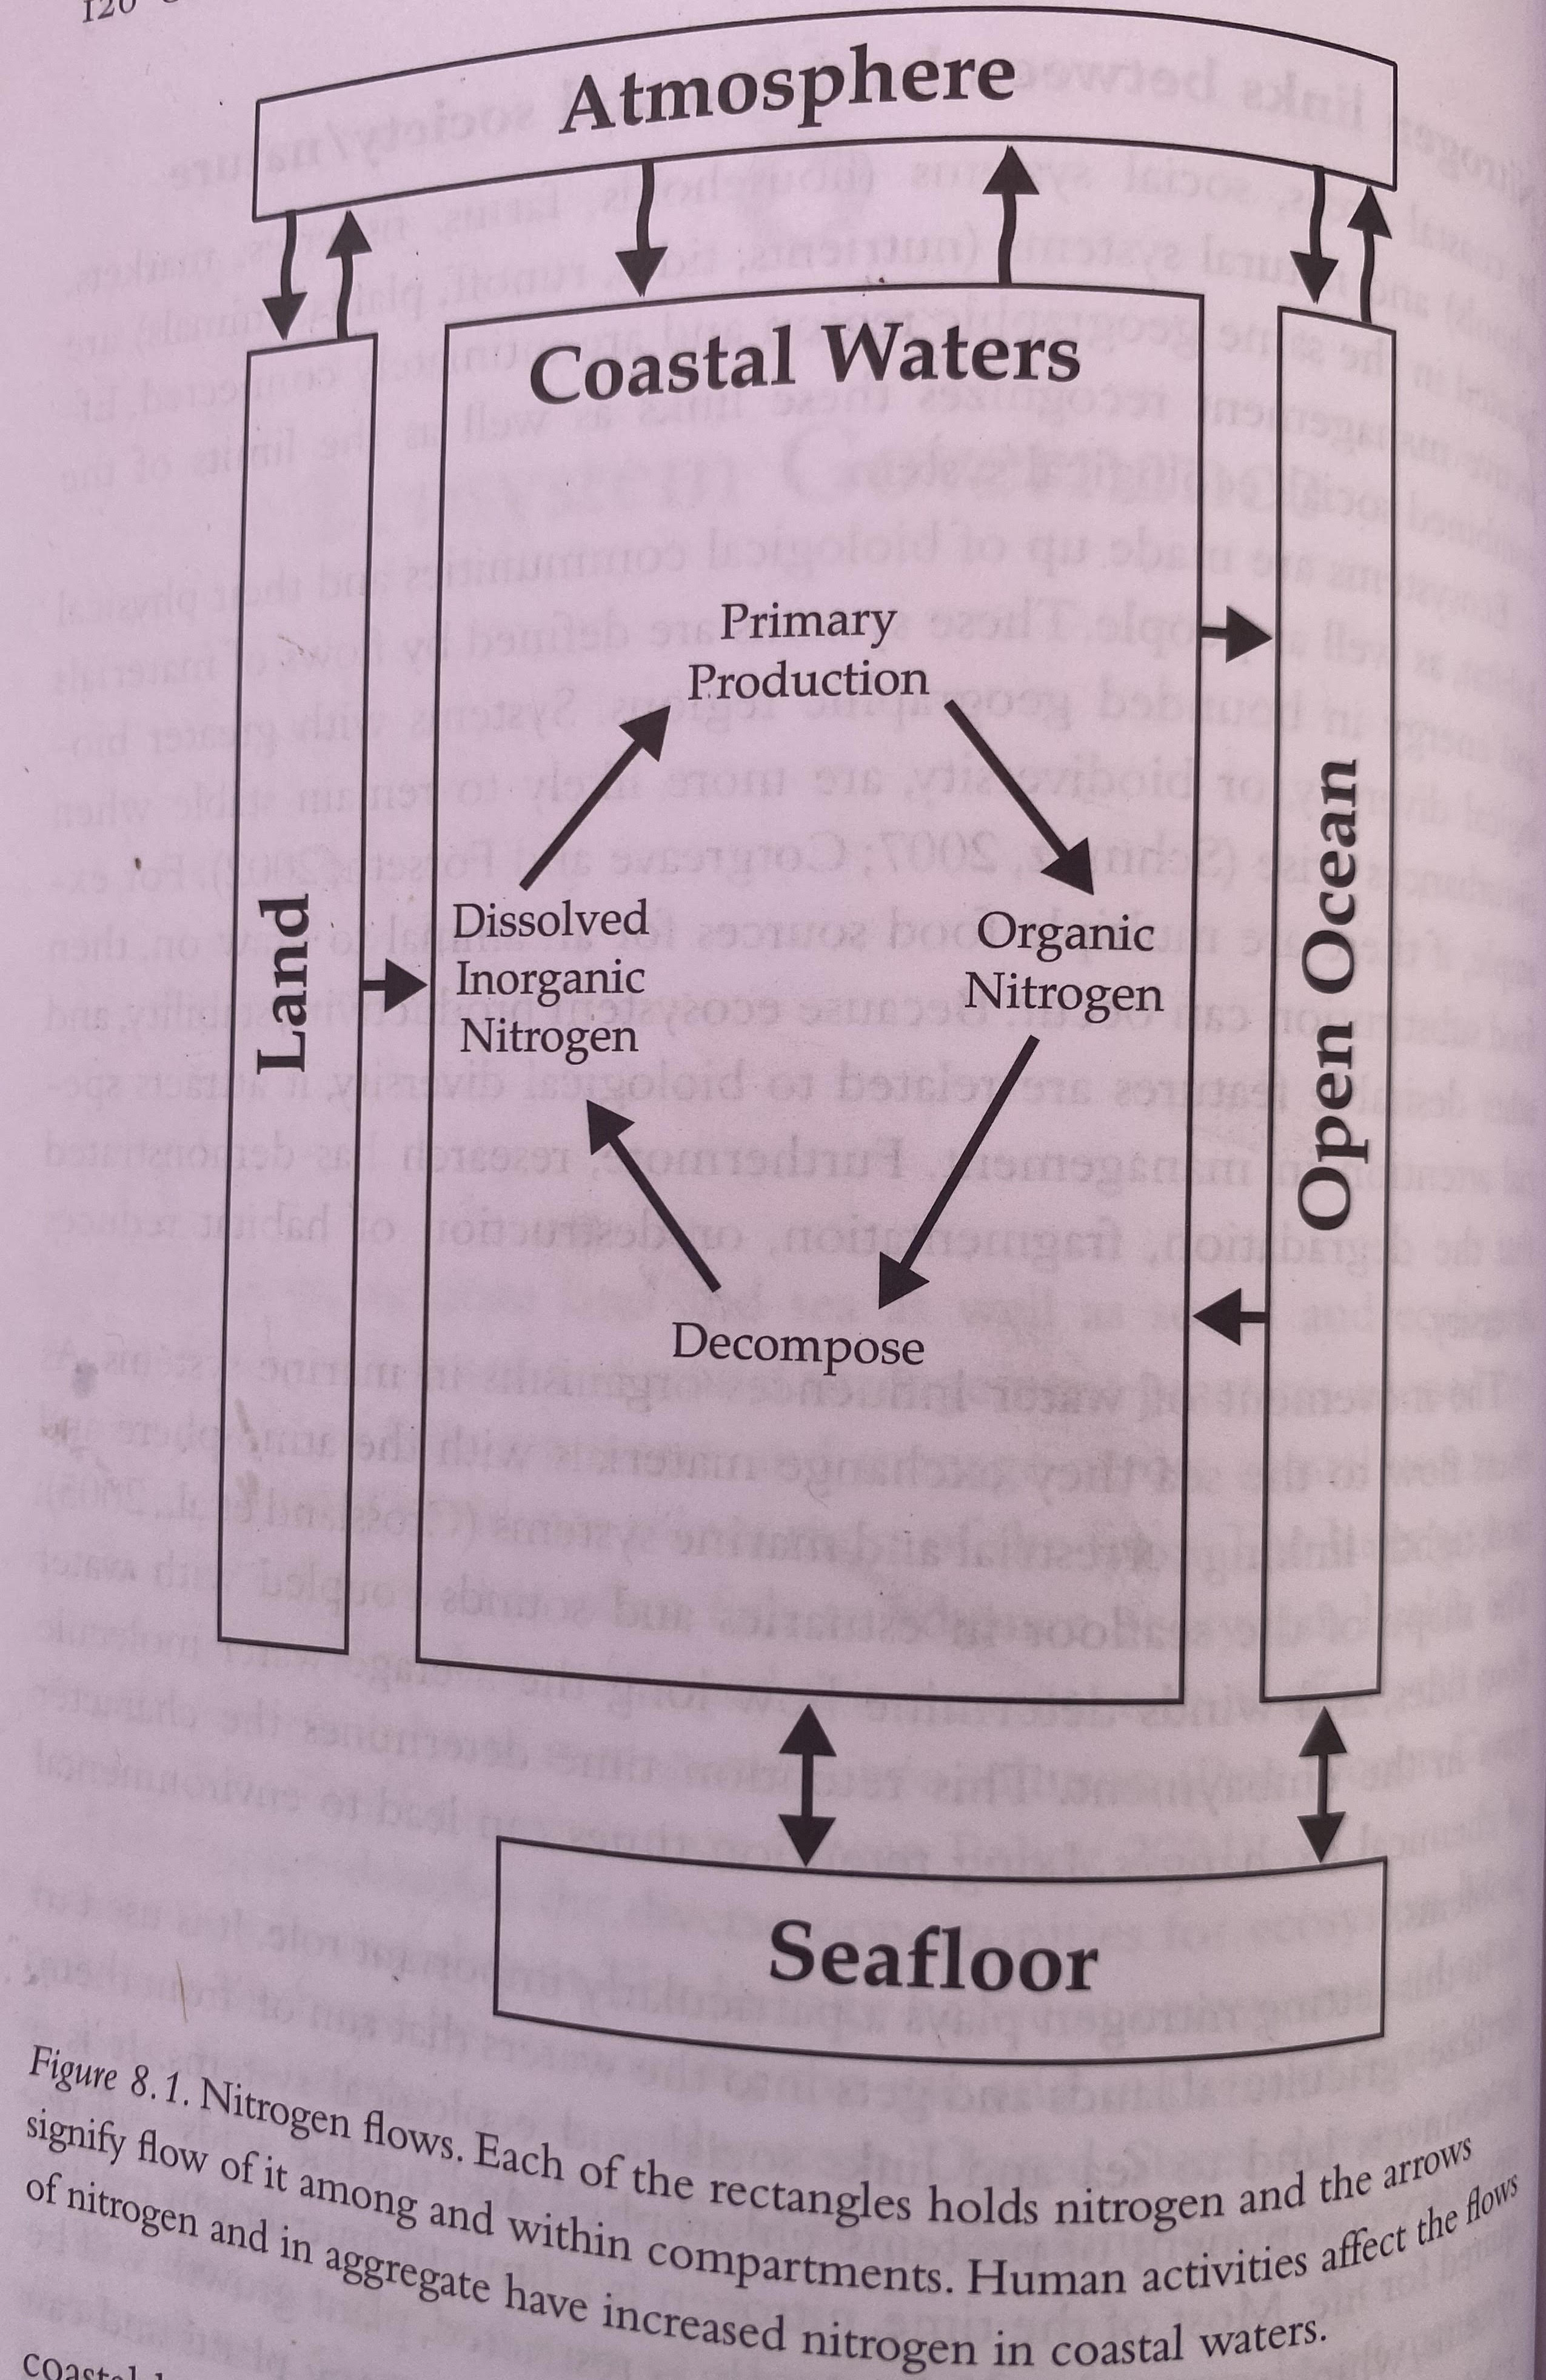 120
Atmosphere
Coastal Waters
Primary
Production
Land
Dissolved
Inorganic
Nitrogen
Organic
Nitrogen
Open Ocean
Decompose
Seafloor
Figure 8.1. Nitrogen flows. Each of the rectangles holds nitrogen and the arrows
signify flow of it among and within compartments. Human activities affect the flows
of nitrogen and in aggregate have increased nitrogen in coastal waters.
coastal